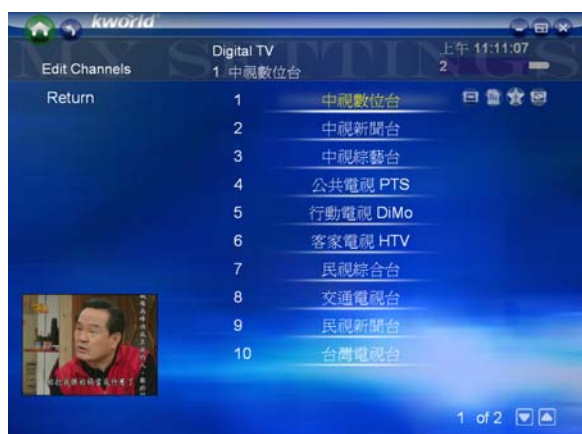 kworld
MY SETTINGS
Edit Channels
Digital TV
1 中視數位台
上午 11:11:07
2
Return
1 中視數位台
2 中視新聞台
3 中視綜藝台
4 公共電視 PTS
5 行動電視 DiMo
6 客家電視 HTV
7 民視綜合台
8 交通電視台
9 民視新聞台
10 台灣電視台
1 of 2